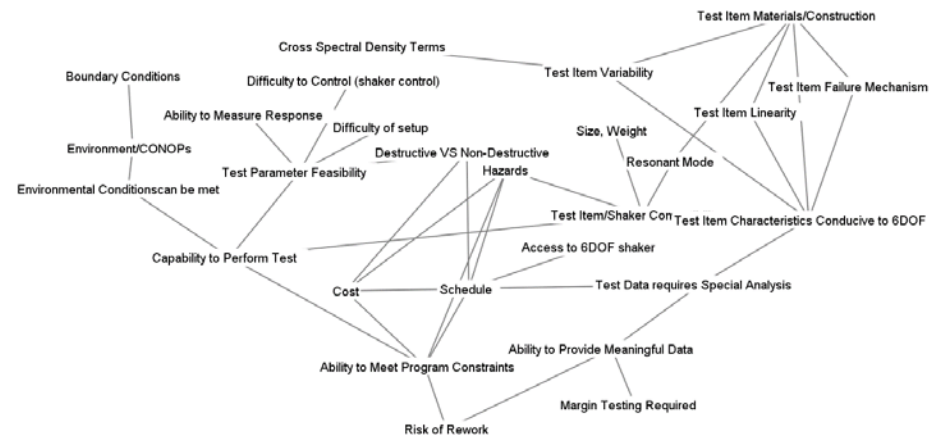 Test Item Materials/Construction
Cross Spectral Density Terms
Boundary Conditions
Test Item Variability
Difficulty to Control (shaker control)
Test Item Failure Mechanism
Ability to Measure Response
Test Item Linearity
Difficulty of setup
Size, Weight
Environment/CONOPs
Destructive VS Non-Destructive
Resonant Mode
Test Parameter Feasibility
Hazards
Environmental Conditionscan be met
Test Item/Shaker Com
Test Item Characteristics Conducive to 6DOF
Access to 6DOF shaker
Capability to Perform Test
Cost
Schedule
Test Data requires Special Analysis
Ability to Provide Meaningful Data
Ability to Meet Program Constraints
Margin Testing Required
Risk of Rework